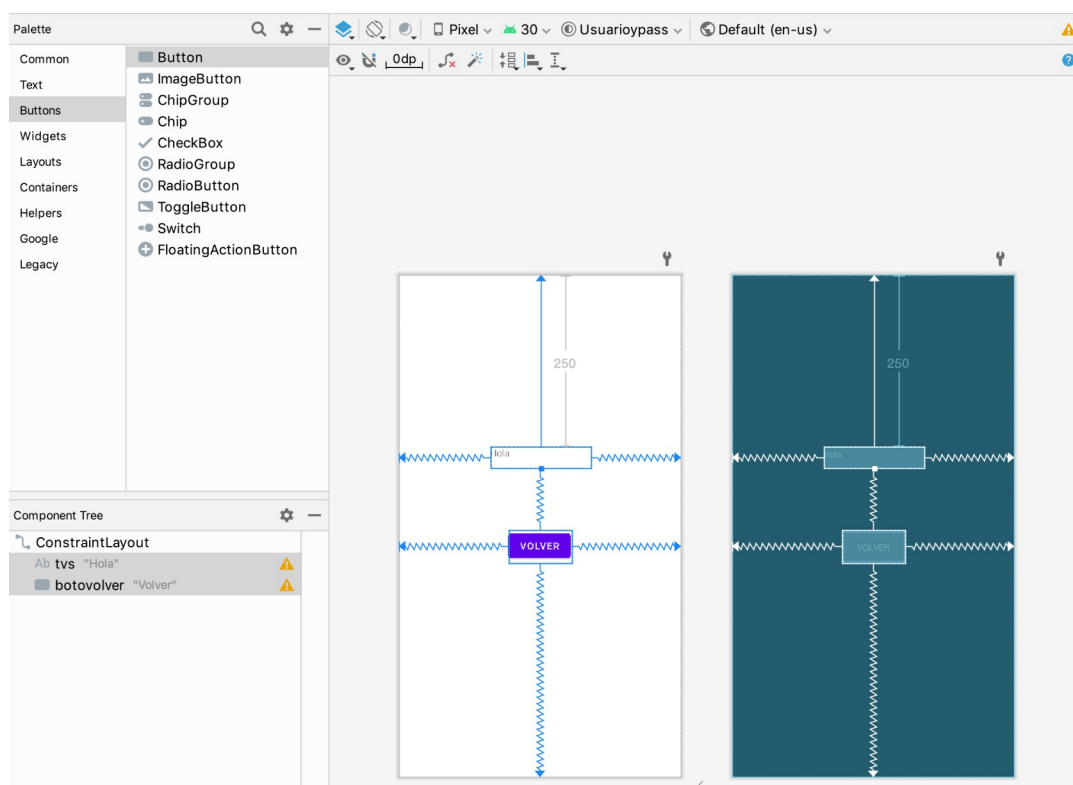 Palette
Pixel
30
Usuarioypass
Default (en-us)
Common
Text
Buttons
Widgets
Layouts
Containers
Helpers
Google
Legacy
Button
ImageButton
ChipGroup
Chip
CheckBox
RadioGroup
RadioButton
ToggleButton
Switch
FloatingActionButton
0dp
250
Hola
VOLVER
250
Hola
VOLVER
Component Tree
ConstraintLayout
Ab tvs "Hola"
botovolver "Volver"